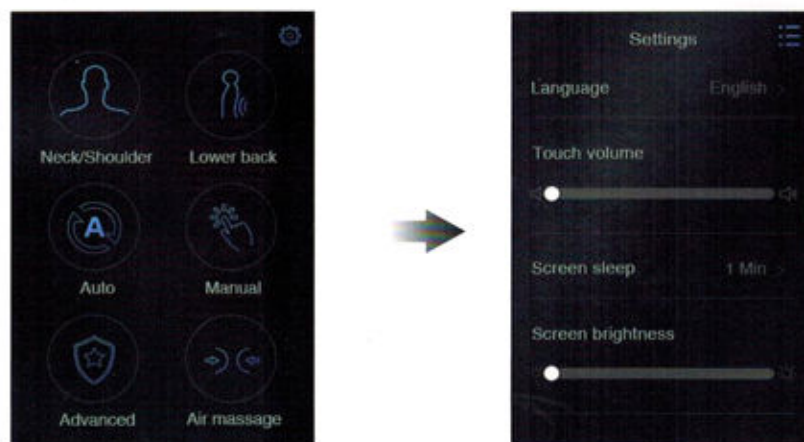 Neck/Shoulder
Lower back
A
Auto
Manual
Advanced
Air massage
Settings
Language English >
Touch volume
Screen sleep 1 Min >
Screen brightness